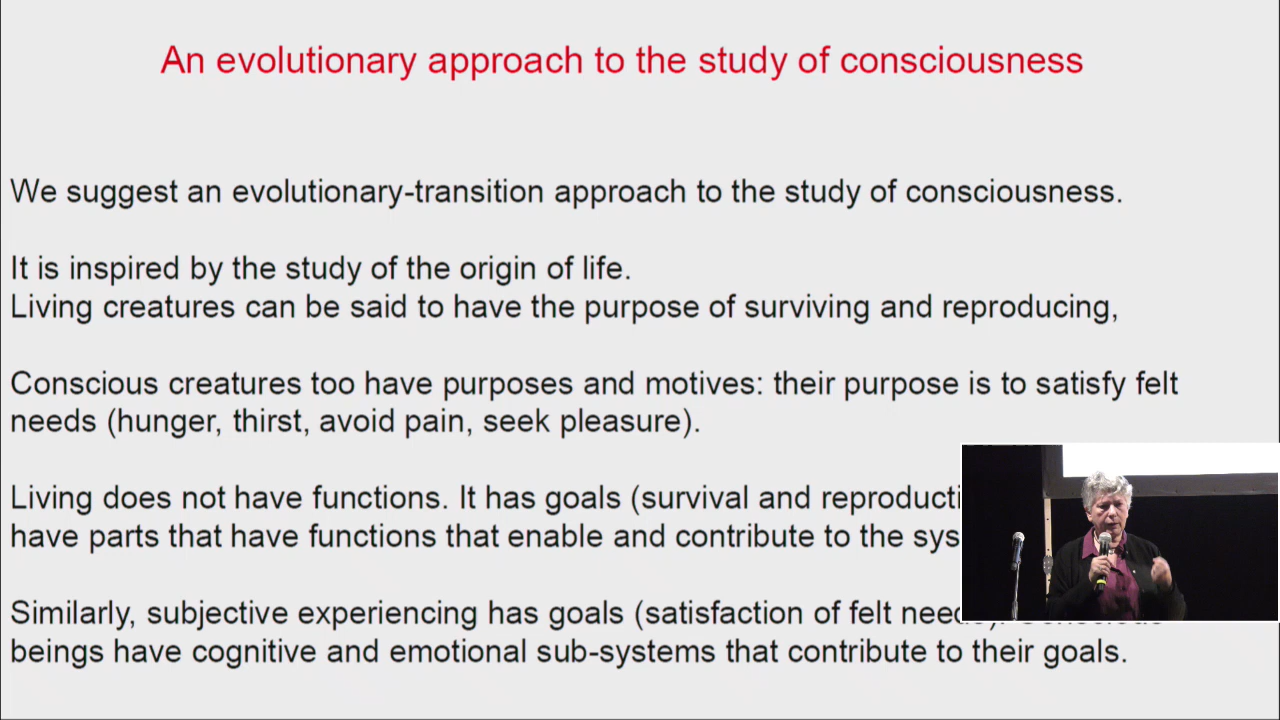 An evolutionary approach to the study of consciousness
We suggest an evolutionary-transition approach to the study of consciousness.
It is inspired by the study of the origin of life.
Living creatures can be said to have the purpose of surviving and reproducing,
Conscious creatures too have purposes and motives: their purpose is to satisfy felt
needs (hunger, thirst, avoid pain, seek pleasure).
Living does not have functions. It has goals (survival and
have parts that have functions that enable and contribute to the
Similarly, subjective experiencing has goals (satisfaction of felt
beings have cognitive and emotional sub-systems that contribute to their goals.